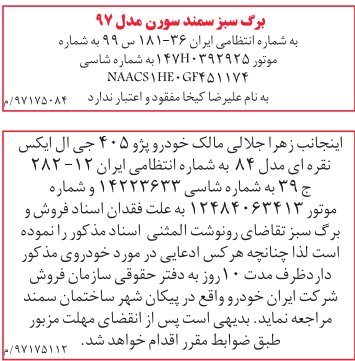 برگ سبز سمند سورن مدل ۹۷
به شماره انتظامی ایران ۳۶-۱۸۱ س ۹۹ به شماره
موتور ۱۴۷H۰۳۹۲۹۲۵ به شماره شاسی
NAACS۱HE۰GF۴۵۱۱۷۴
به نام علیرضا کیخا مفقود و اعتبار ندارد
۹۷۱۷۵۰۸۴/م
اینجانب زهرا جلالی مالک خودرو پژو ۴۰۵ جی ال ایکس
نقره ای مدل ۸۴ به شماره انتظامی ایران ۱۲- ۲۸۲
ج ۳۹ به شماره شاسی ۱۴۲۲۳۶۳۳ و شماره
موتور ۱۲۴۸۴۰۶۳۴۱۳ به علت فقدان اسناد فروش و
برگ سبز تقاضای رونوشت المثنی اسناد مذکور را نموده
است لذا چنانچه هرکس ادعایی در مورد خودروی مذکور
داردظرف مدت ۱۰روز به دفتر حقوقی سازمان فروش
شرکت ایران خودرو واقع در پیکان شهر ساختمان سمند
مراجعه نماید. بدیهی است پس از انقضای مهلت مزبور
طبق ضوابط مقرر اقدام خواهد شد.
۹۷۱۷۵۱۱۲/م